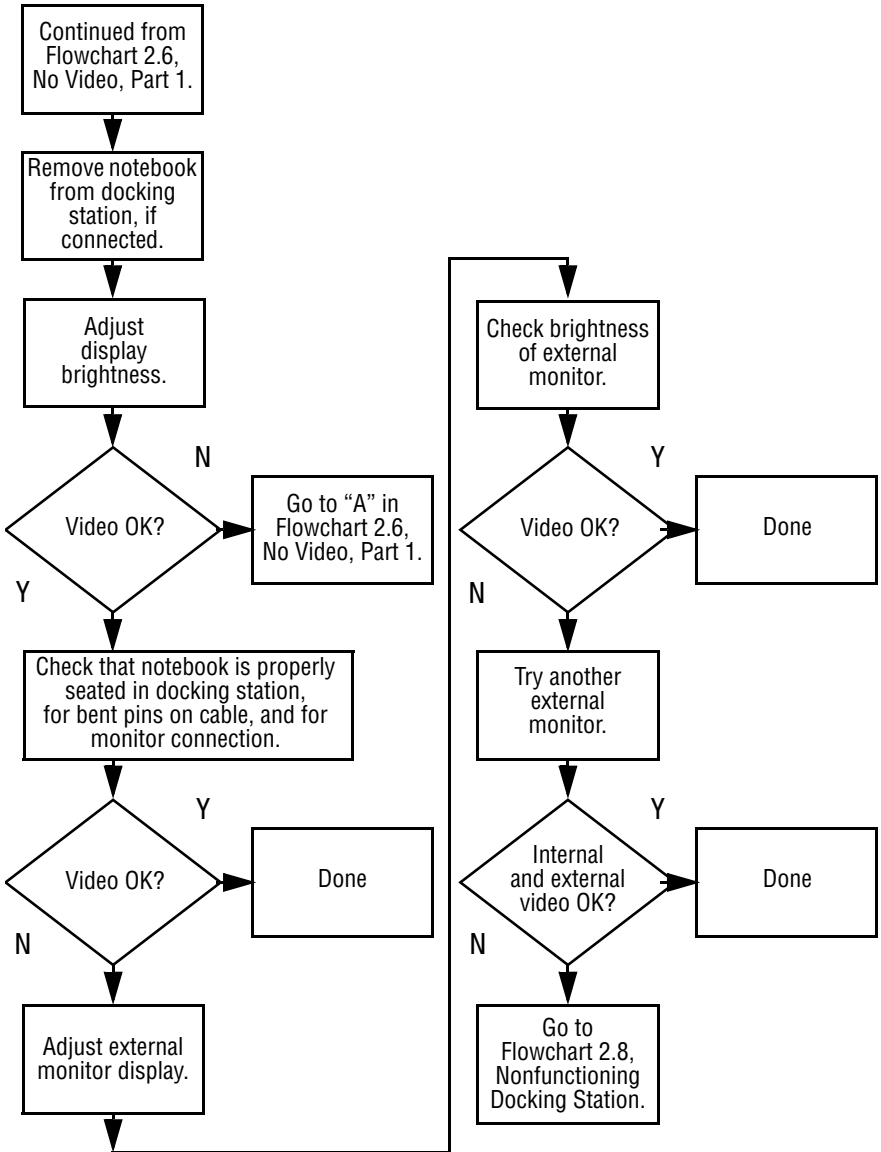 Continued from
Flowchart 2.6,
No Video, Part 1.
Remove notebook
from docking
station, if
connected.
Adjust
display
brightness.
Video OK?
N
Go to “A” in
Flowchart 2.6,
No Video, Part 1.
Y
Check that notebook is properly
seated in docking station,
for bent pins on cable, and for
monitor connection.
Video OK?
Y
Done
N
Adjust external
monitor display.
Check brightness
of external
monitor.
Video OK?
Y
Done
N
Try another
external
monitor.
Internal
and external
video OK?
Y
Done
N
Go to
Flowchart 2.8,
Nonfunctioning
Docking Station.